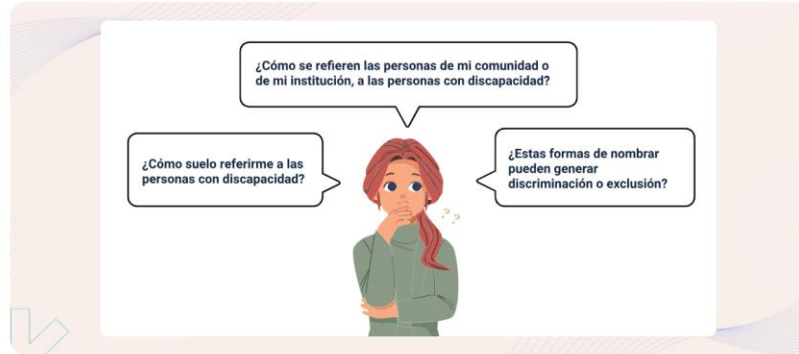 ¿Cómo se refieren las personas de mi comunidad o
de mi institución, a las personas con discapacidad?
¿Cómo suelo referirme a las
personas con discapacidad?
¿Estas formas de nombrar
pueden generar
discriminación o exclusión?
? ?